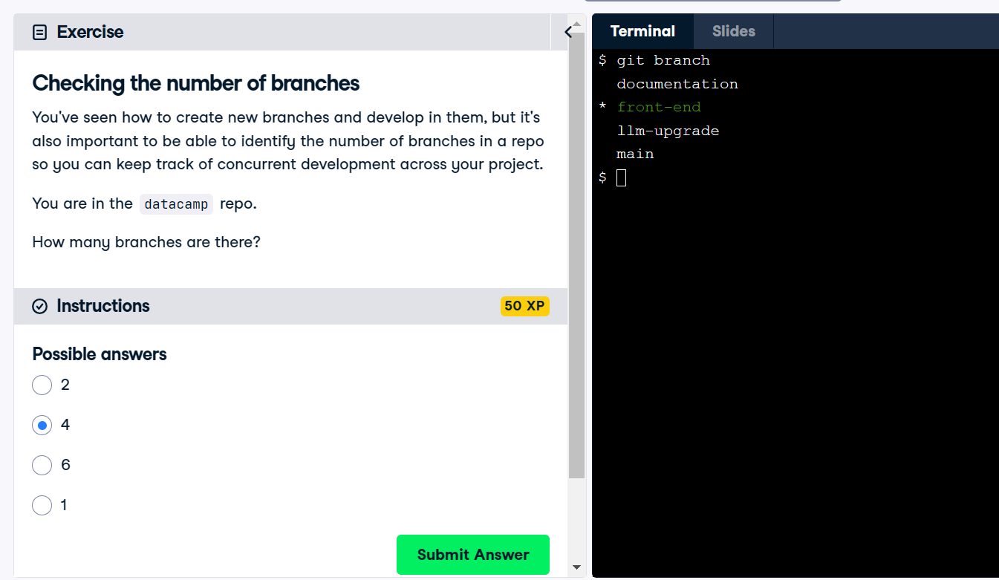 Exercise
Checking the number of branches
You've seen how to create new branches and develop in them, but it's
also important to be able to identify the number of branches in a repo
so you can keep track of concurrent development across your project.
You are in the datacamp repo.
How many branches are there?
Instructions
50 XP
Possible answers
2
4
6
1
Submit Answer
Terminal
Slides
$ git branch
documentation
* front-end
llm-upgrade
main
$